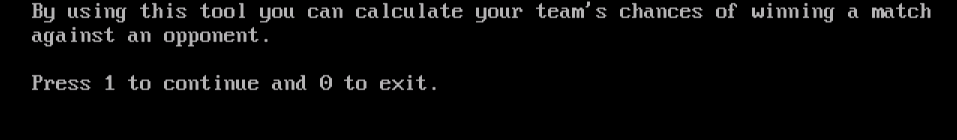 By using this tool you can calculate your team's chances of winning a match
against an opponent.
Press 1 to continue and 0 to exit.